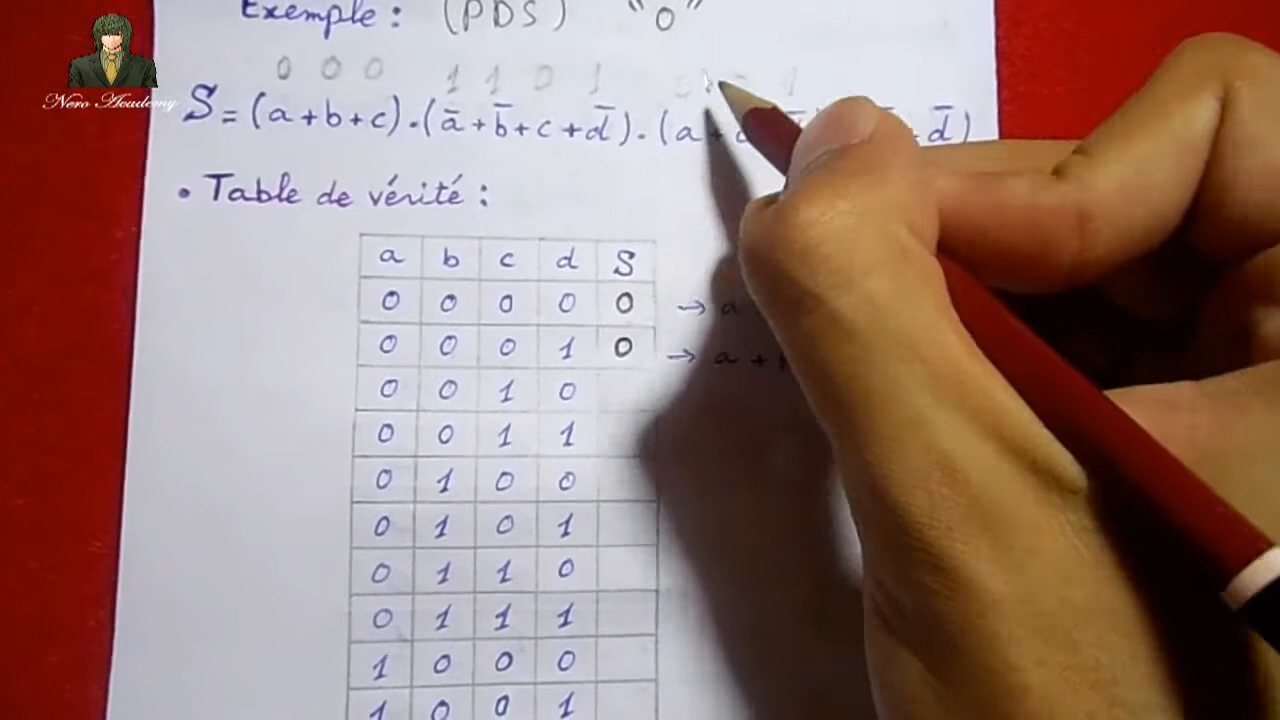 Exemple : (PDS) "0"
0 0 0 1 1 0 1
Nero Academy
S = (a+b+c).(a̅+b̅+c+d̅).(a+ d̅)
• Table de vérité :
a b c d S
0 0 0 0 0 → a
0 0 0 1 0 → a +
0 0 1 0
0 0 1 1
0 1 0 0
0 1 0 1
0 1 1 0
0 1 1 1
1 0 0 0
1 0 0 1